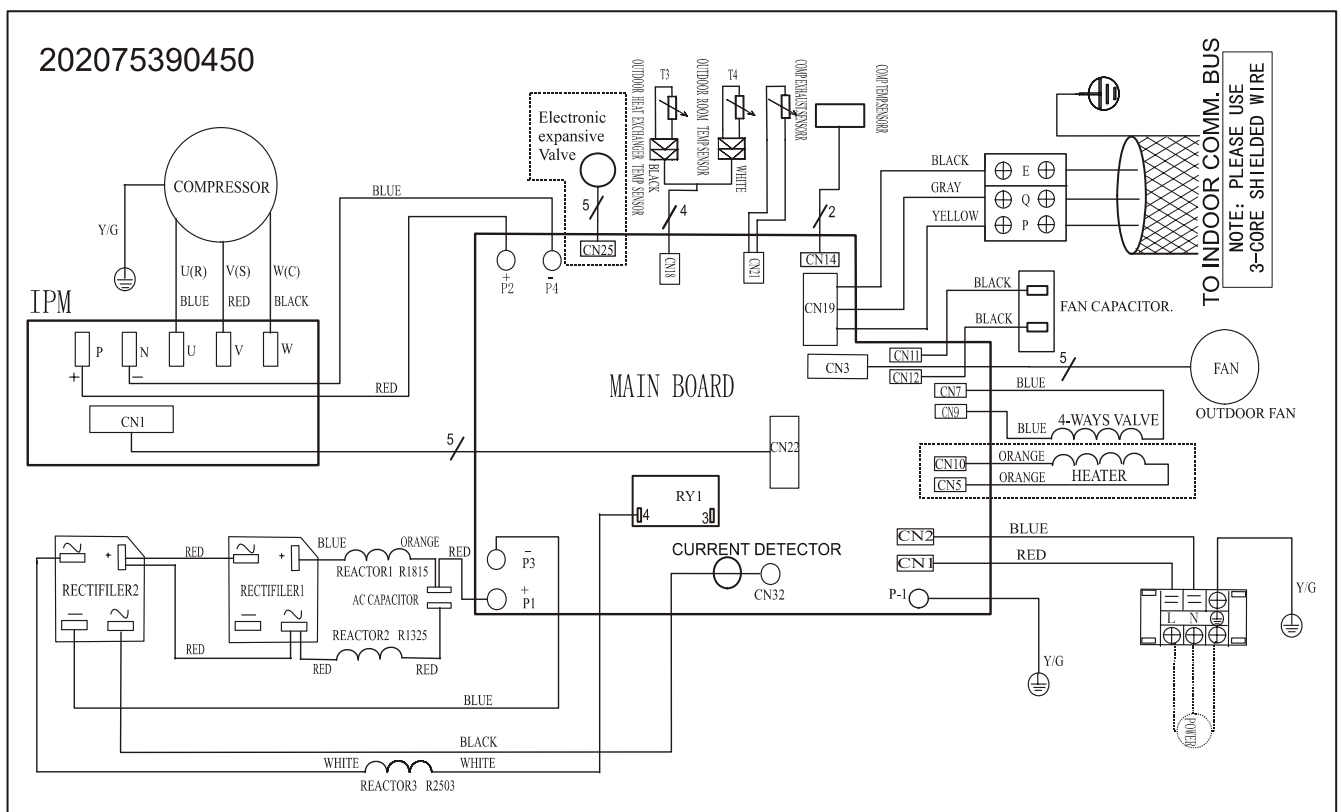 202075390450
COMPRESSOR
Y/G
U(R)
V(S)
W(C)
BLUE
RED
BLACK
IPM
P
N
U
V
W
+
−
CN1
BLUE
RED
Electronic
expansive
Valve
5
CN25
OUTDOOR HEAT EXCHANGER TEMP SENSOR
T3
BLACK
OUTDOOR ROOM TEMPSENSOR
T4
WHITE
4
CN18
COMPEXHAUSTSENSORR
CN21
COMPTEMPSENSORR
2
CN14
+
P2
-
P4
BLACK
GRAY
YELLOW
E
Q
P
CN19
TO INDOOR COMM. BUS
NOTE: PLEASE USE
3-CORE SHIELDED WIRE
BLACK
BLACK
FAN CAPACITOR.
CN11
CN12
CN3
5
FAN
OUTDOOR FAN
MAIN BOARD
CN7
BLUE
CN9
BLUE
4-WAYS VALVE
CN10
ORANGE
CN5
ORANGE
HEATER
5
CN22
RY1
4
3
CURRENT DETECTOR
CN32
−
P3
+
P1
CN2
BLUE
CN1
RED
P-1
Y/G
Y/G
L
N
POWER
RECTIFILER2
+
RED
RED
RECTIFILER1
+
BLUE
ORANGE
RED
REACTOR1 R1815
AC CAPACITOR
REACTOR2 R1325
RED
RED
BLUE
BLACK
WHITE
WHITE
REACTOR3 R2503